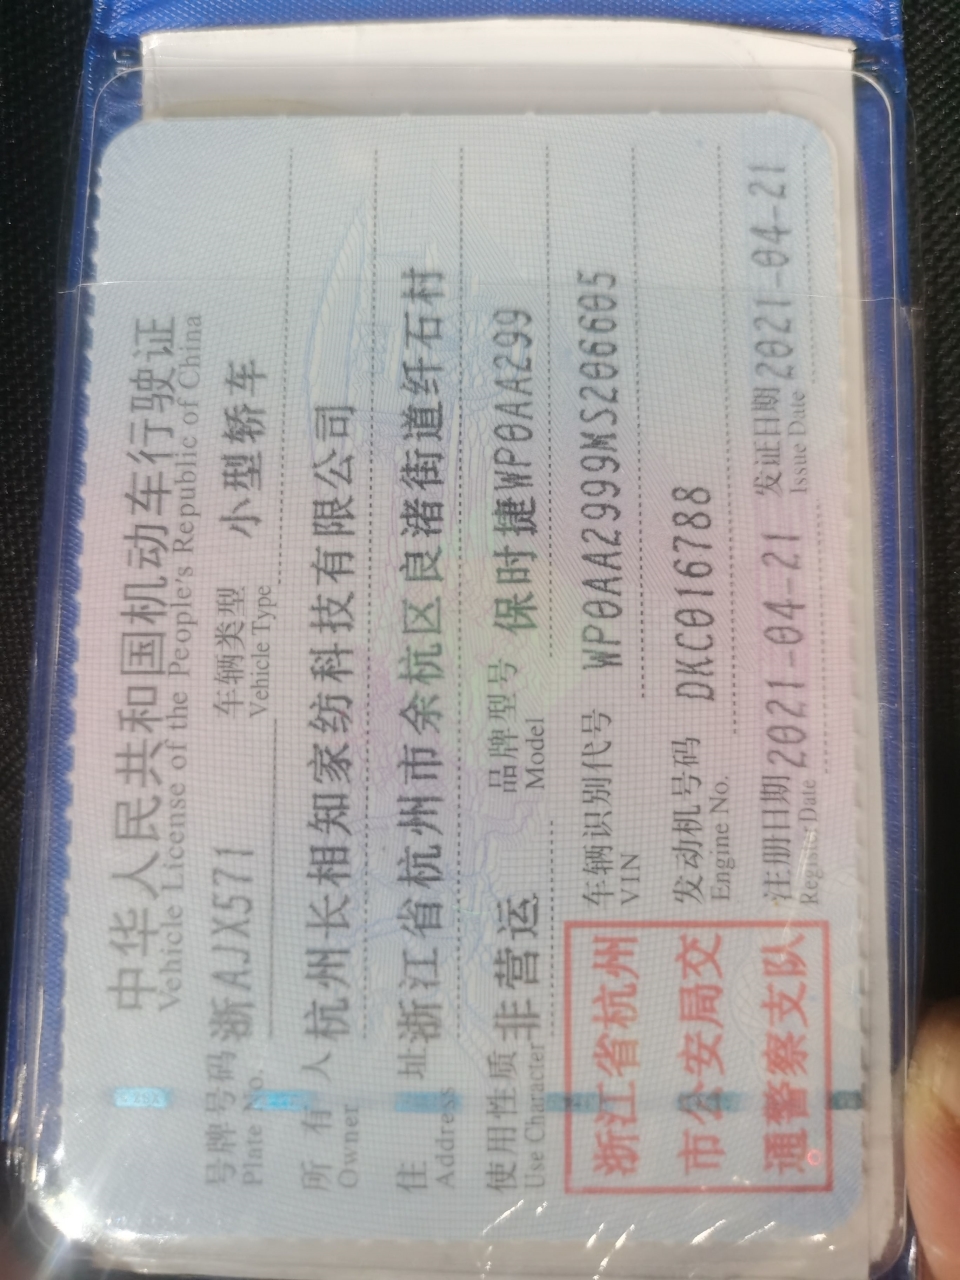 中华人民共和国机动车行驶证
Vehicle License of the People's Republic of China
号牌号码 浙AJX571 车辆类型 小型轿车
Plate No. Vehicle Type
所有人 杭州长相知家纺科技有限公司
Owner
住址 浙江省杭州市余杭区良渚街道纤石村
Address
使用性质 非营运 品牌型号 保时捷WP0AA299
Use Character Model
浙江省杭州
市公安局交
通警察支队
车辆识别代号 WP0AA2999MS206605
VIN
发动机号码 DKC016788
Engine No.
注册日期 2021-04-21 发证日期 2021-04-21
Register Date Issue Date